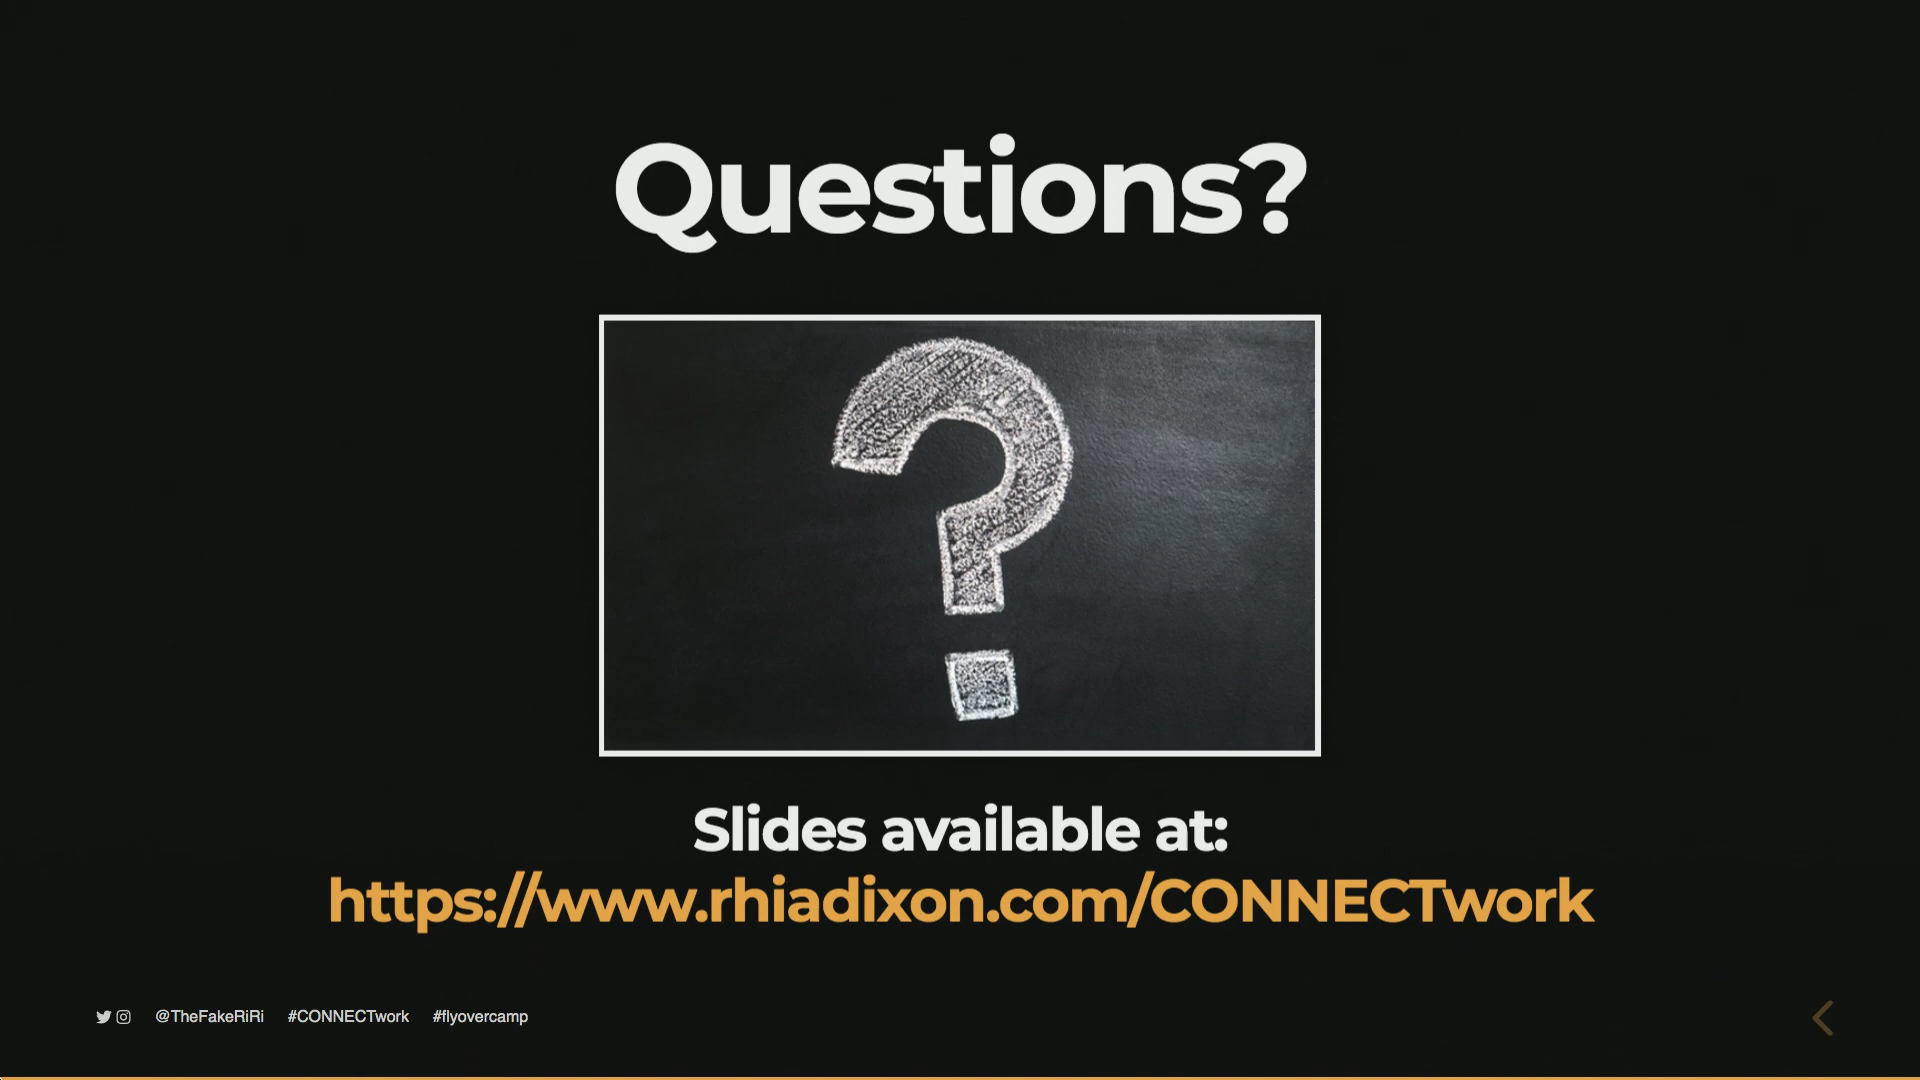 Questions?
?
Slides available at:
https://www.rhiadixon.com/CONNECTwork
@TheFakeRiRi #CONNECTwork #flyovercamp